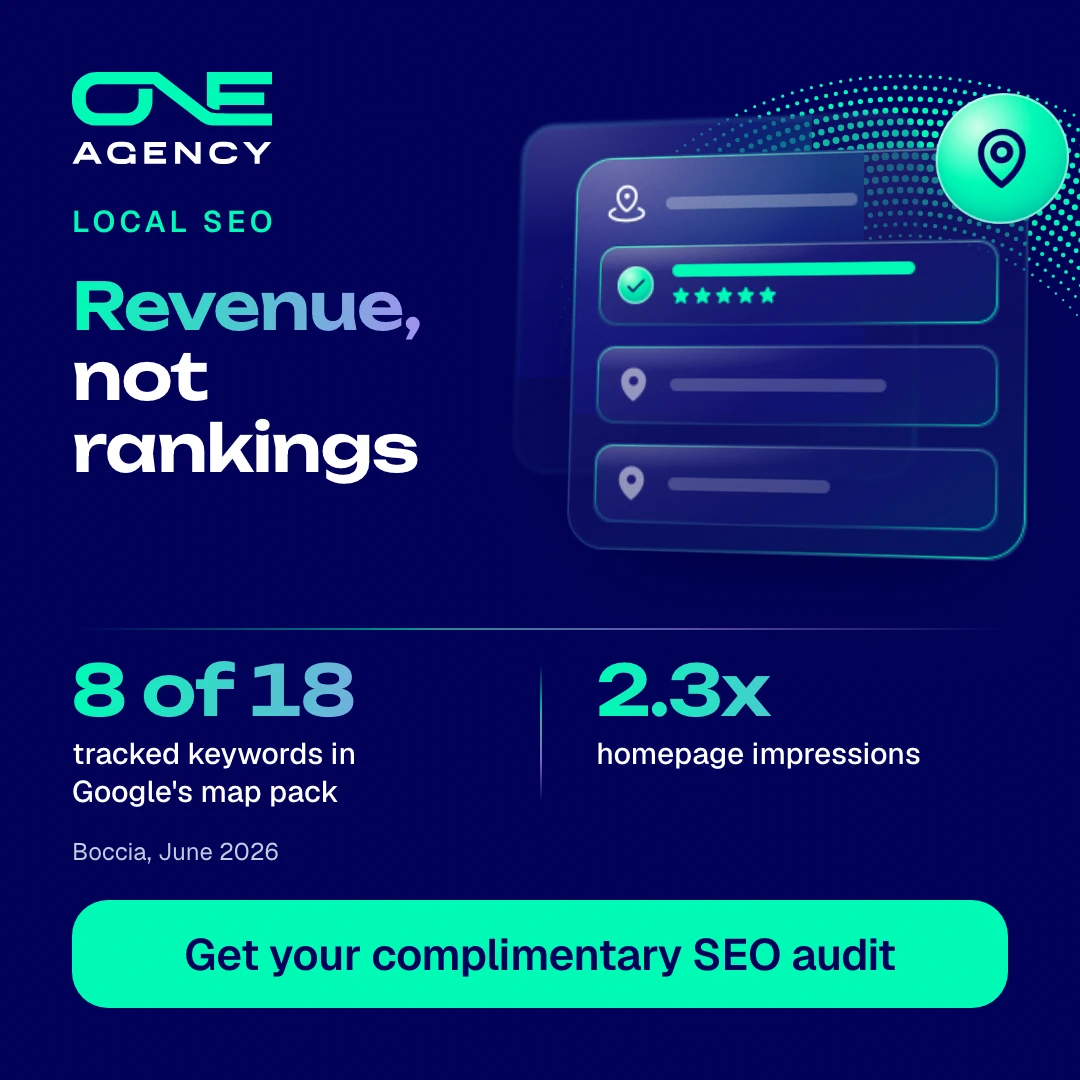 ONE
AGENCY
LOCAL SEO
Revenue,
not
rankings
8 of 18
tracked keywords in
Google's map pack
Boccia, June 2026
2.3x
homepage impressions
Get your complimentary SEO audit